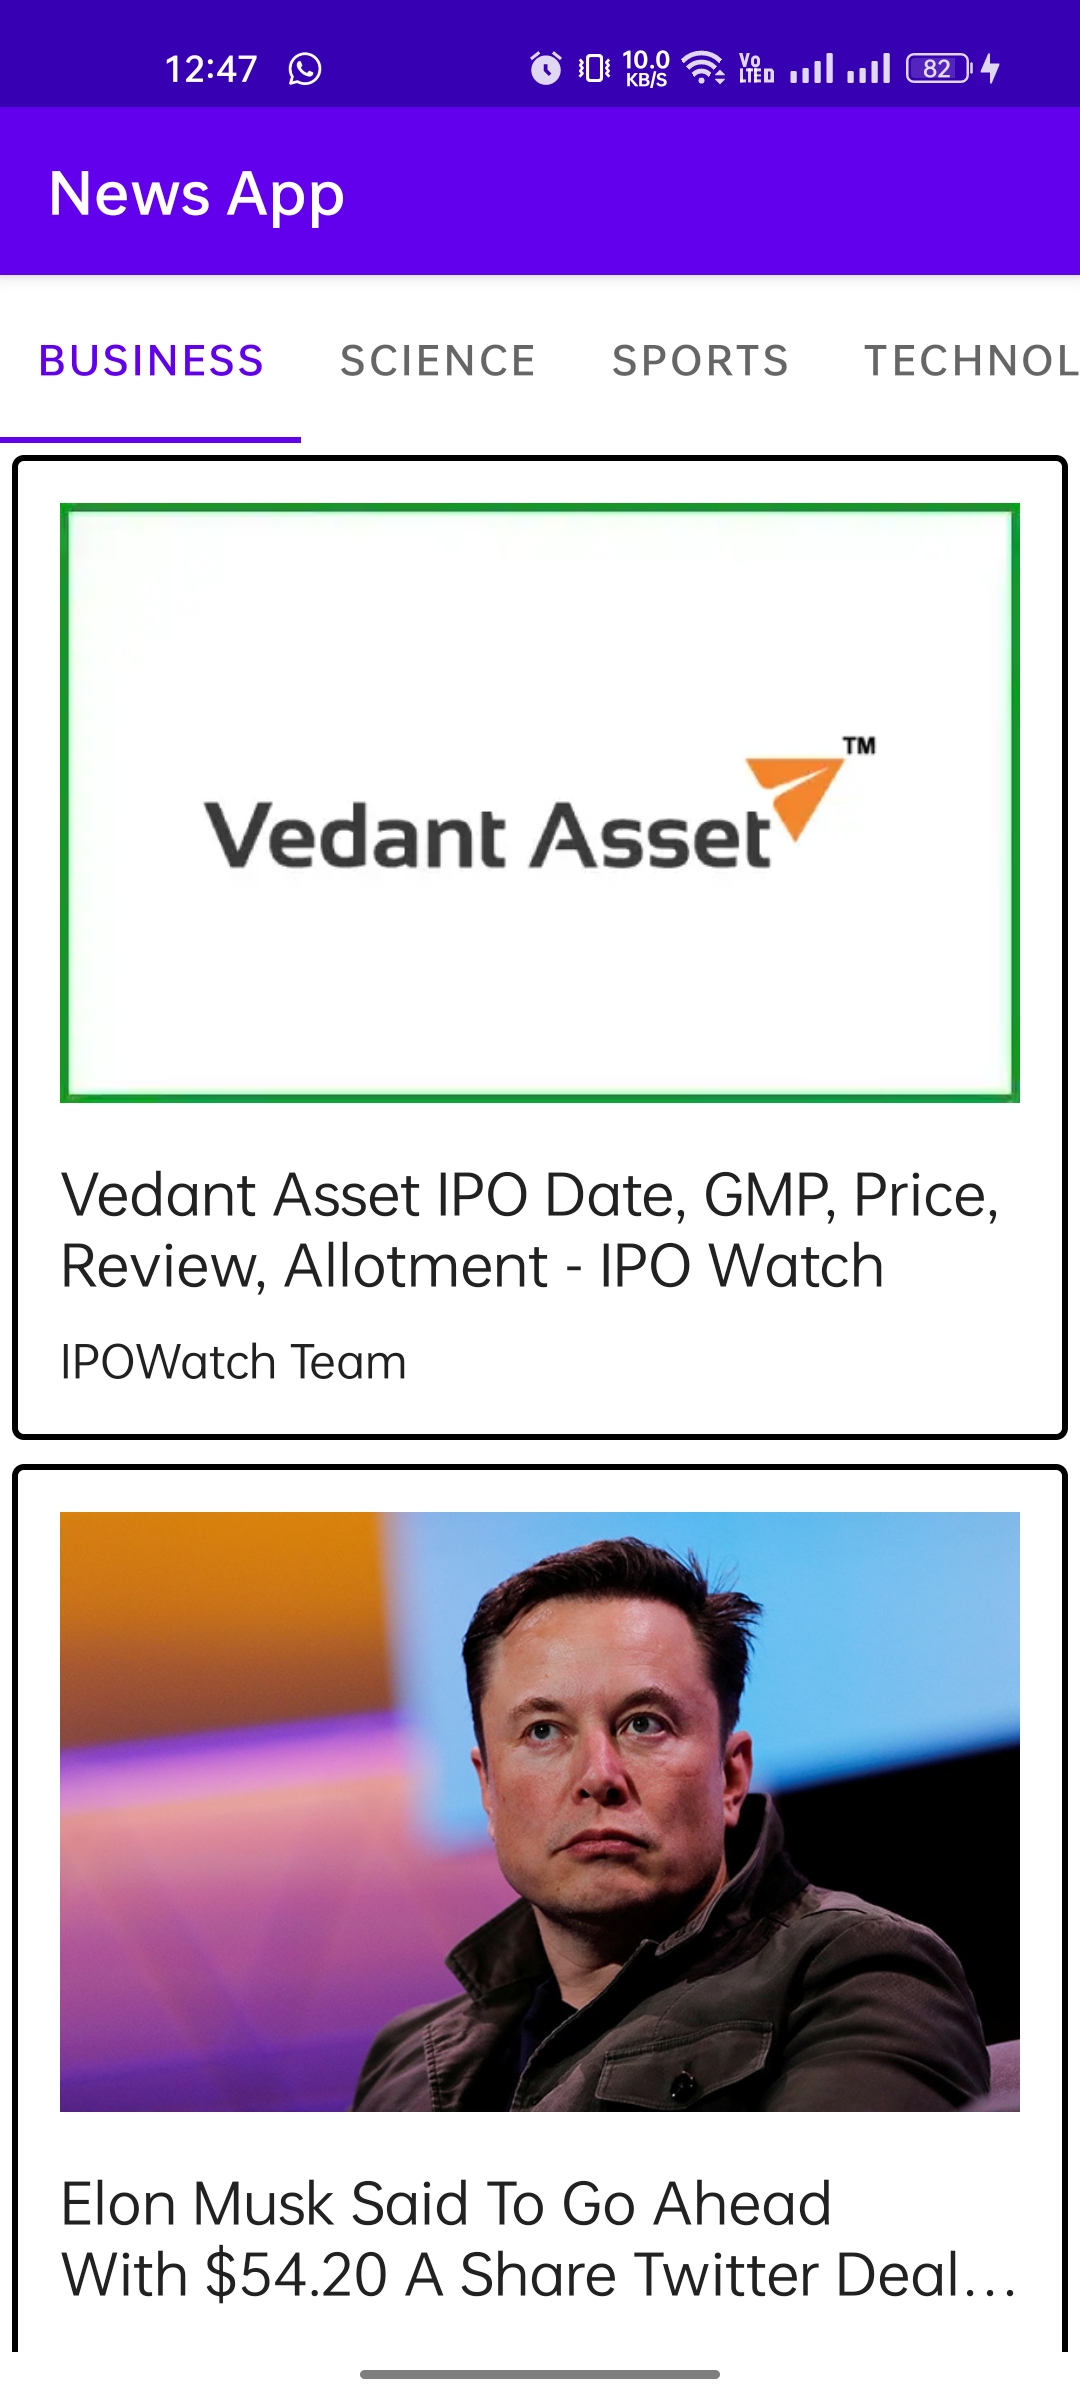 12:47 10.0 KB/S Vo LTE 82
News App
BUSINESS SCIENCE SPORTS TECHNOL
Vedant Asset TM
Vedant Asset IPO Date, GMP, Price,
Review, Allotment - IPO Watch
IPOWatch Team
Elon Musk Said To Go Ahead
With $54.20 A Share Twitter Deal...